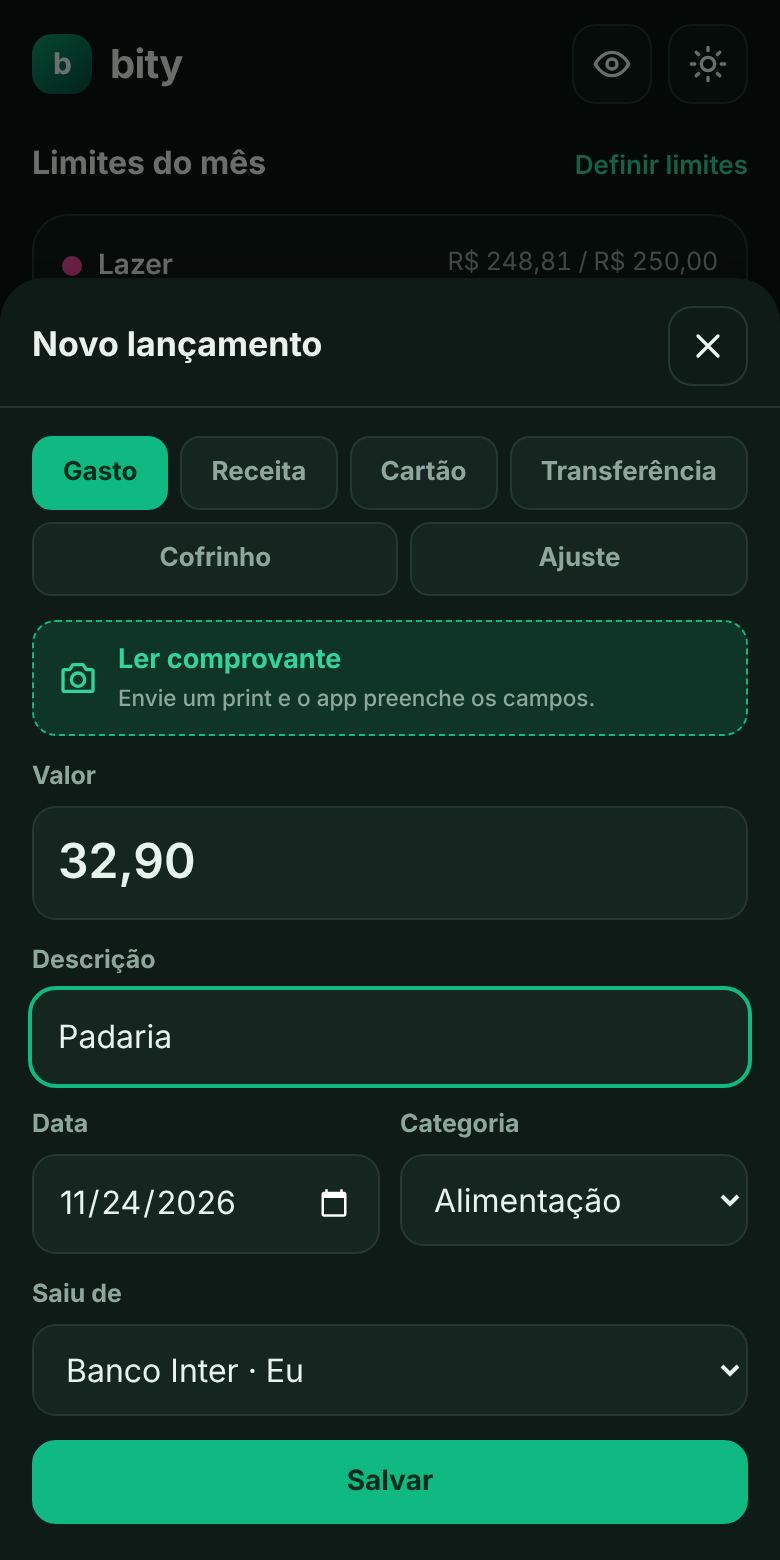 b bity
Limites do mês Definir limites
Lazer R$ 248,81 / R$ 250,00
Novo lançamento
Gasto Receita Cartão Transferência
Cofrinho Ajuste
Ler comprovante
Envie um print e o app preenche os campos.
Valor
32,90
Descrição
Padaria
Data Categoria
11/24/2026 Alimentação
Saiu de
Banco Inter · Eu
Salvar